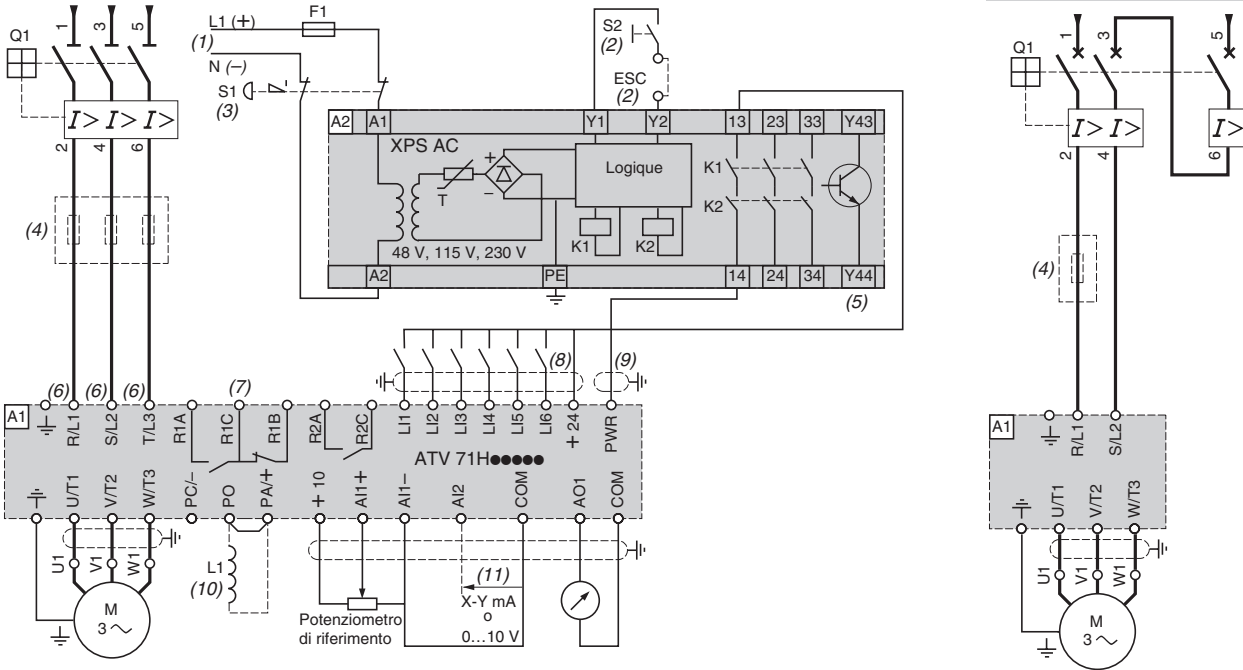 L1 (+)
F1
(1)
N (–)
S1
(3)
Q1
1
3
5
I> I> I>
2
4
6
(4)
S2
(2)
ESC
(2)
A2
A1
Y1
Y2
13
23
33
Y43
XPS AC
+
–
T
Logique
K1
K2
K1
K2
48 V, 115 V, 230 V
A2
PE
14
24
34
Y44
(5)
(8)
(9)
(6)
(6)
(6)
(7)
A1
R/L1
S/L2
T/L3
R1A
R1C
R1B
R2A
R2C
LI1
LI2
LI3
LI4
LI5
LI6
+ 24
PWR
ATV 71H●●●●●
U/T1
V/T2
W/T3
PC/–
PO
PA/+
+ 10
AI1+
AI1–
AI2
COM
AO1
COM
U1
V1
W1
M
3 ~
L1
(10)
Potenziometro
di riferimento
(11)
X-Y mA
o
0…10 V
Q1
1
3
5
I> I>
I>
2
4
6
(4)
A1
R/L1
S/L2
U/T1
V/T2
W/T3
U1
V1
W1
M
3 ~